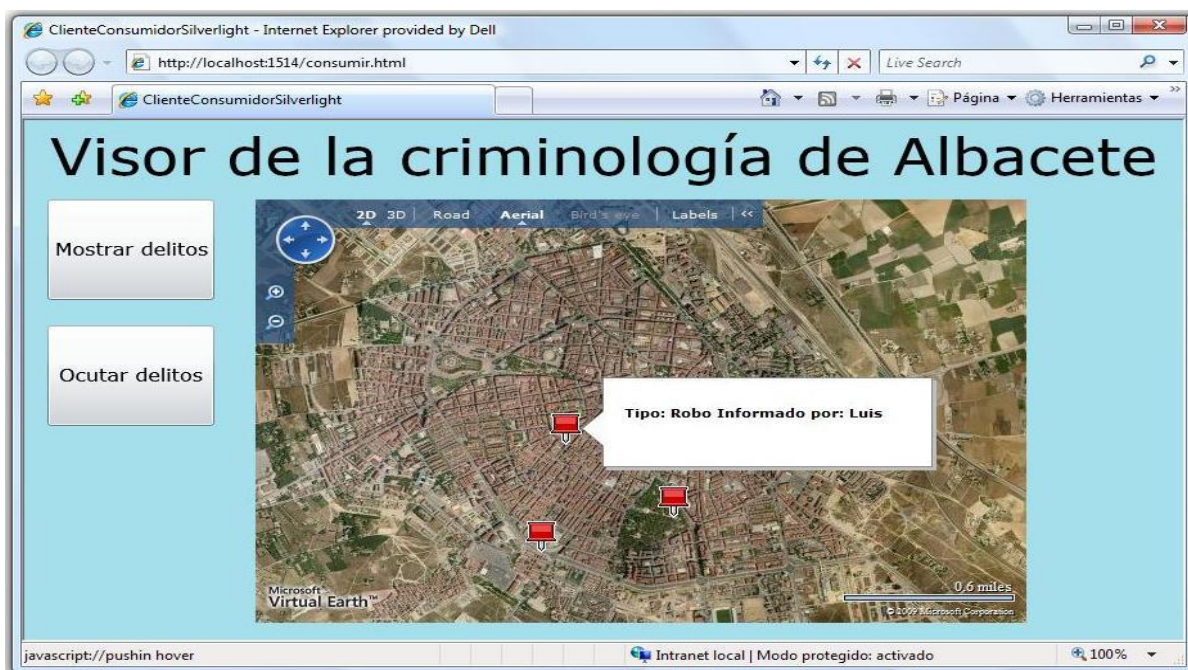 ClienteConsumidorSilverlight - Internet Explorer provided by Dell
http://localhost:1514/consumir.html
Live Search
ClienteConsumidorSilverlight
Página
Herramientas
Visor de la criminología de Albacete
Mostrar delitos
Ocutar delitos
2D 3D Road Aerial Bird's eye Labels <<
Tipo: Robo Informado por: Luis
Microsoft
Virtual Earth™
0.6 miles
© 2009 Microsoft Corporation
javascript://pushin hover
Intranet local | Modo protegido: activado
100%